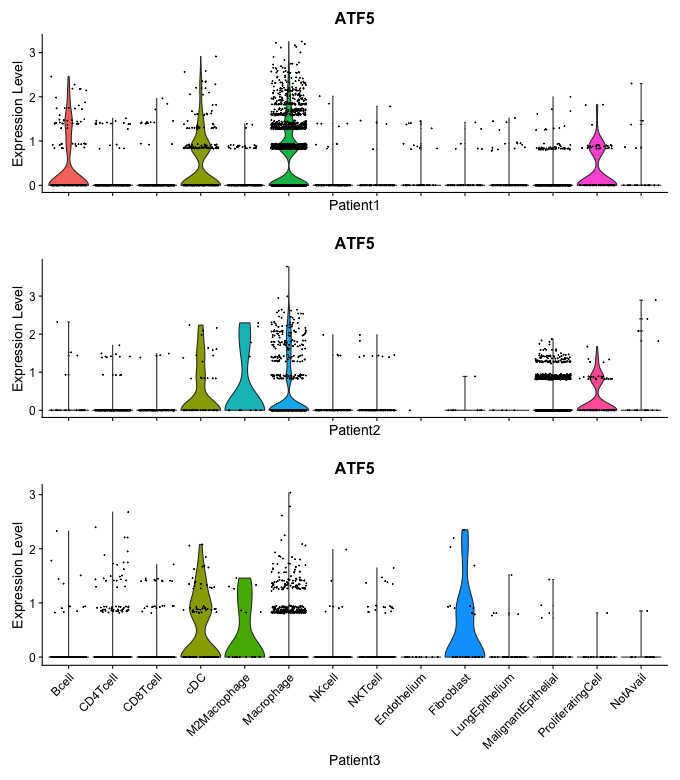 ATF5
Expression Level
3
2
1
0
Patient1
ATF5
Expression Level
3
2
1
0
Patient2
ATF5
Expression Level
3
2
1
0
Bcell
CD4Tcell
CD8Tcell
cDC
M2Macrophage
Macrophage
NKcell
NKTcell
Endothelium
Fibroblast
LungEpithelium
MalignantEpithelial
ProliferatingCell
NotAvail
Patient3